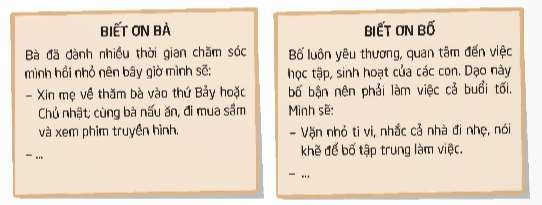 BIẾT ƠN BÀ
Bà đã dành nhiều thời gian chăm sóc
mình hồi nhỏ nên bây giờ mình sẽ:
– Xin mẹ về thăm bà vào thứ Bảy hoặc
Chủ nhật; cùng bà nấu ăn, đi mua sắm
và xem phim truyền hình.
– ...
BIẾT ƠN BỐ
Bố luôn yêu thương, quan tâm đến việc
học tập, sinh hoạt của các con. Dạo này
bố bận nên phải làm việc cả buổi tối.
Mình sẽ:
– Vặn nhỏ ti vi, nhắc cả nhà đi nhẹ, nói
khẽ để bố tập trung làm việc.
– ...